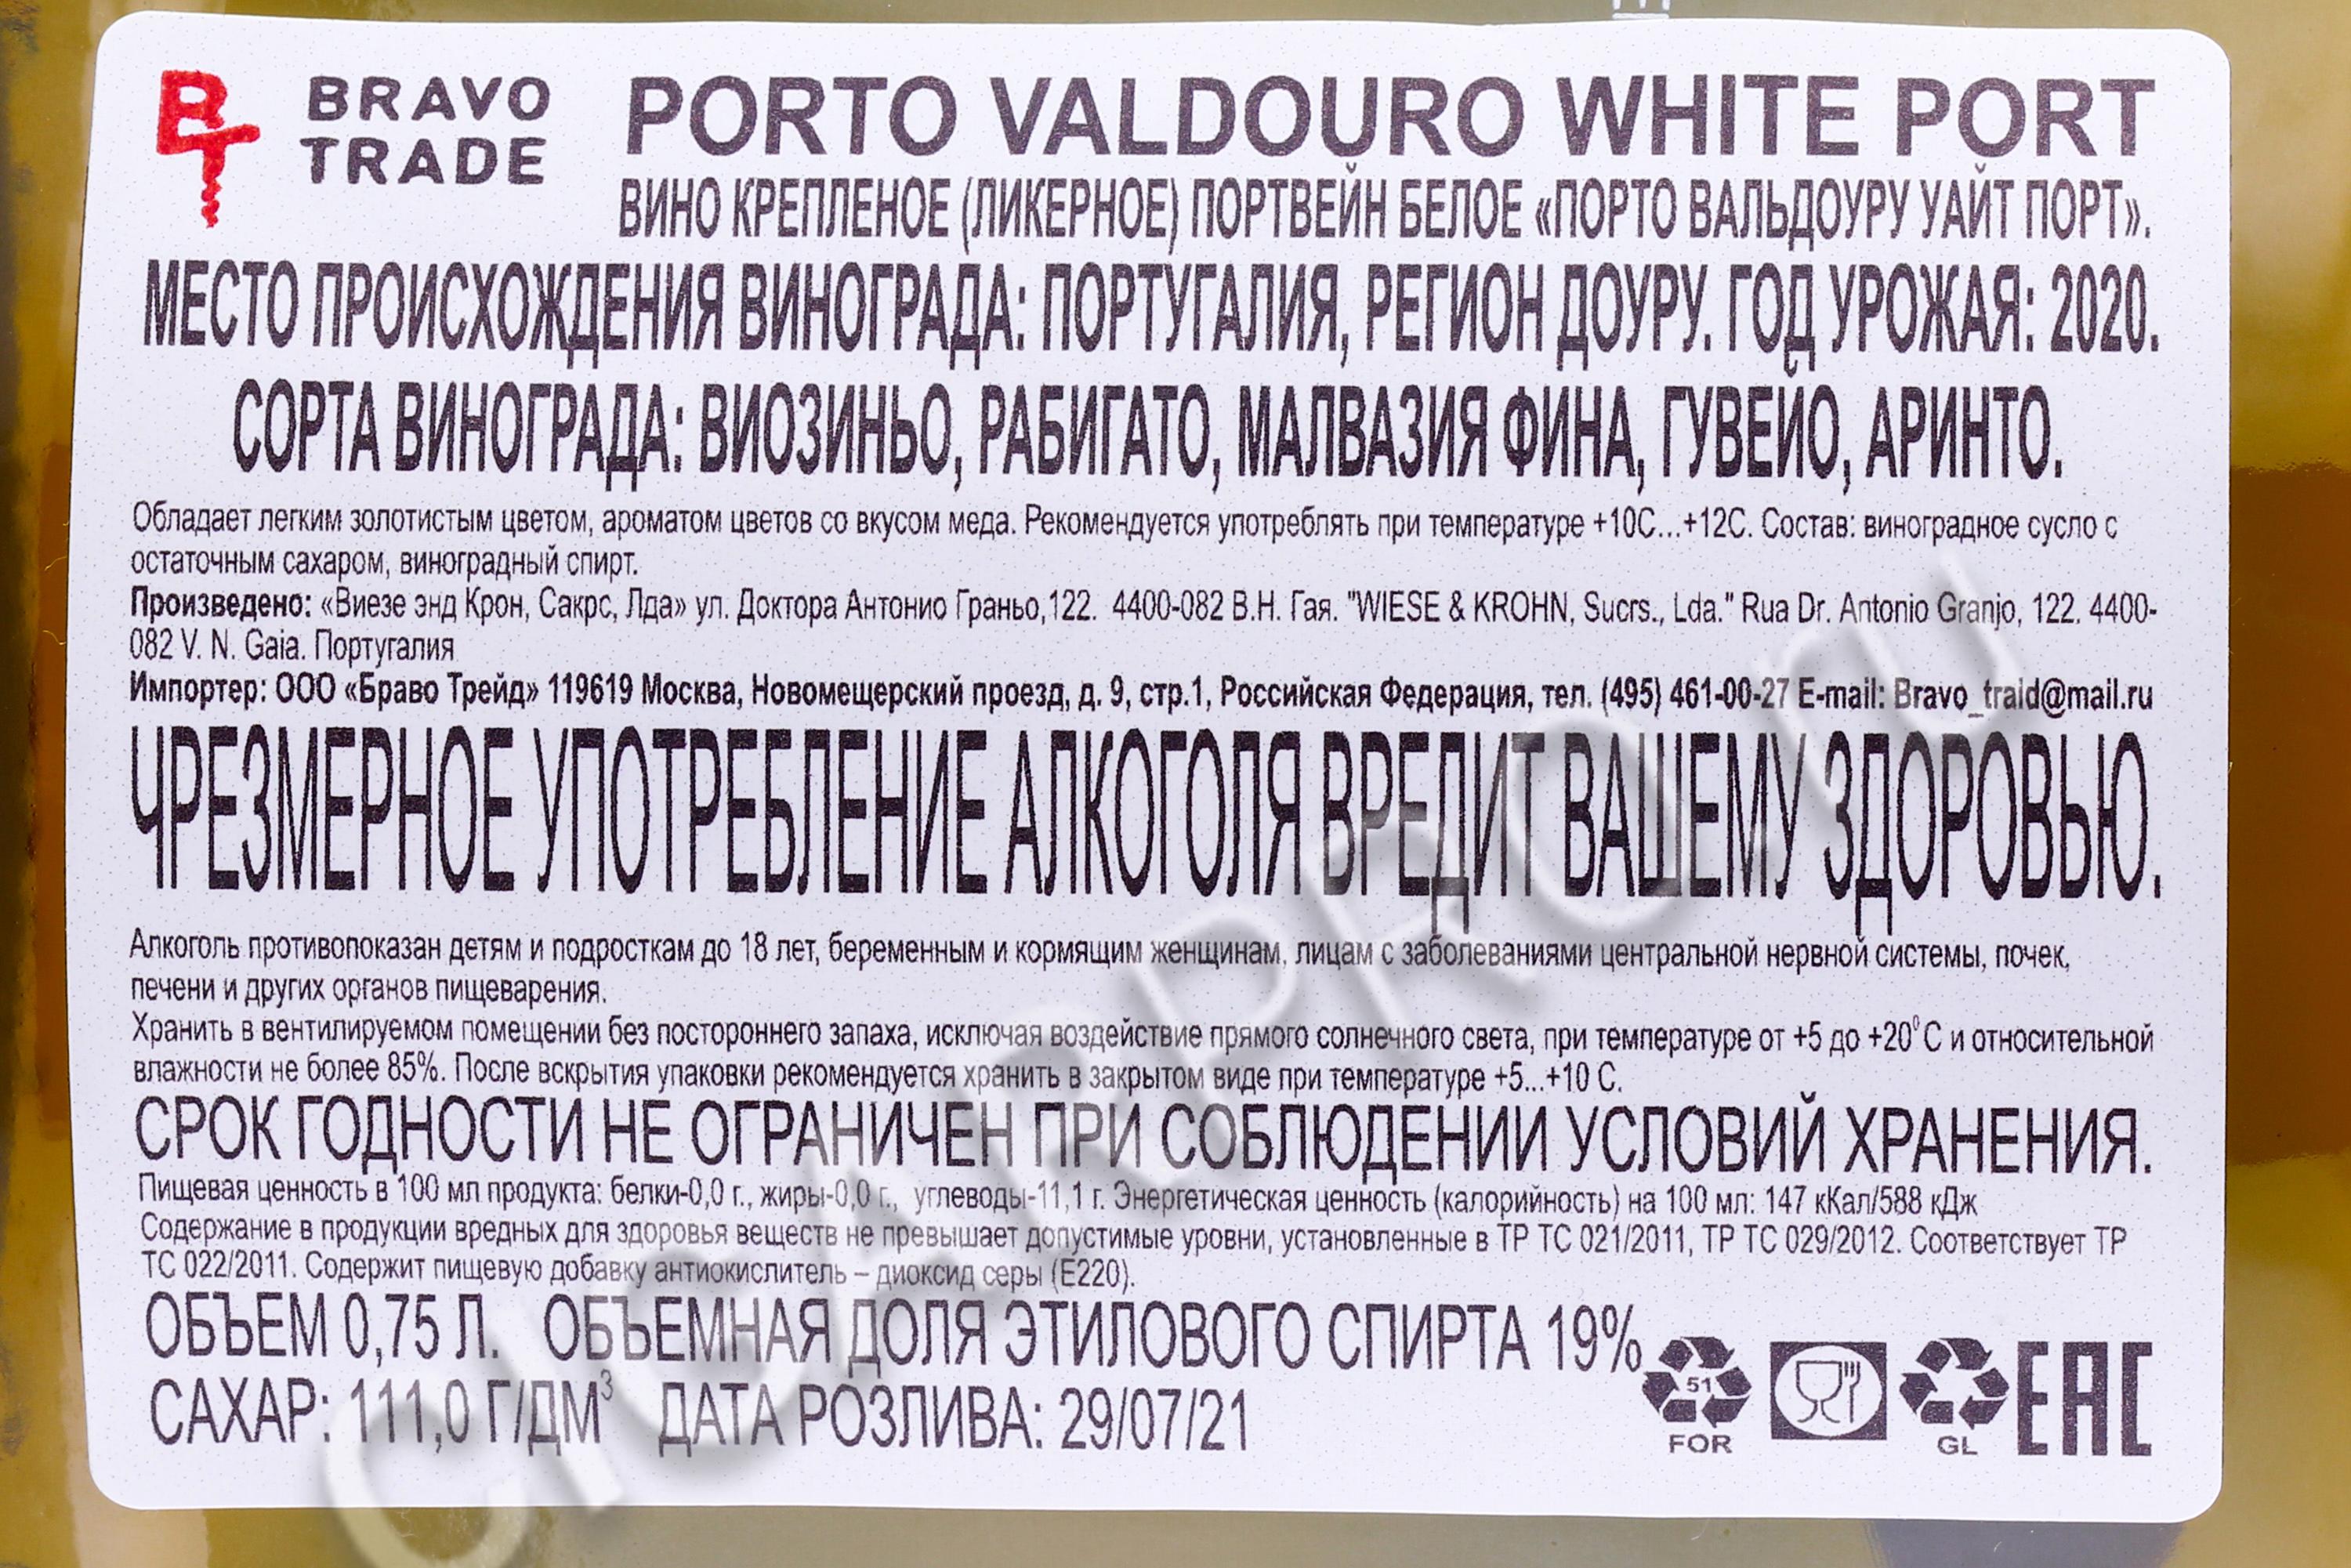 BRAVO
TRADE
PORTO VALDOURO WHITE PORT
ВИНО КРЕПЛЕНОЕ (ЛИКЕРНОЕ) ПОРТВЕЙН БЕЛОЕ «ПОРТО ВАЛЬДОУРУ УАЙТ ПОРТ».
МЕСТО ПРОИСХОЖДЕНИЯ ВИНОГРАДА: ПОРТУГАЛИЯ, РЕГИОН ДОУРУ. ГОД УРОЖАЯ: 2020.
СОРТА ВИНОГРАДА: ВИОЗИНЬО, РАБИГАТО, МАЛВАЗИЯ ФИНА, ГУВЕЙО, АРИНТО.
Обладает легким золотистым цветом, ароматом цветов со вкусом меда. Рекомендуется употреблять при температуре +10С...+12С. Состав: виноградное сусло с
остаточным сахаром, виноградный спирт.
Произведено: «Виезе энд Крон, Сакрс, Лда» ул. Доктора Антонио Граньо,122. 4400-082 В.Н. Гая. "WIESE & KROHN, Sucrs., Lda." Rua Dr. Antonio Granjo, 122. 4400-
082 V. N. Gaia. Португалия
Импортер: ООО «Браво Трейд» 119619 Москва, Новомещерский проезд, д. 9, стр.1, Российская Федерация, тел. (495) 461-00-27 E-mail: Bravo_traid@mail.ru
ЧРЕЗМЕРНОЕ УПОТРЕБЛЕНИЕ АЛКОГОЛЯ ВРЕДИТ ВАШЕМУ ЗДОРОВЬЮ.
Алкоголь противопоказан детям и подросткам до 18 лет, беременным и кормящим женщинам, лицам с заболеваниями центральной нервной системы, почек,
печени и других органов пищеварения.
Хранить в вентилируемом помещении без постороннего запаха, исключая воздействие прямого солнечного света, при температуре от +5 до +20⁰С и относительной
влажности не более 85%. После вскрытия упаковки рекомендуется хранить в закрытом виде при температуре +5...+10 С.
СРОК ГОДНОСТИ НЕ ОГРАНИЧЕН ПРИ СОБЛЮДЕНИИ УСЛОВИЙ ХРАНЕНИЯ.
Пищевая ценность в 100 мл продукта: белки-0,0 г., жиры-0,0 г., углеводы-11,1 г. Энергетическая ценность (калорийность) на 100 мл: 147 кКал/588 кДж
Содержание в продукции вредных для здоровья веществ не превышает допустимые уровни, установленные в ТР ТС 021/2011, ТР ТС 029/2012. Соответствует ТР
ТС 022/2011. Содержит пищевую добавку антиокислитель – диоксид серы (Е220).
ОБЪЕМ 0,75 Л. ОБЪЕМНАЯ ДОЛЯ ЭТИЛОВОГО СПИРТА 19%
САХАР: 111,0 Г/ДМ³ ДАТА РОЗЛИВА: 29/07/21
51
FOR
GL
EAC
CIGARPRO.ru